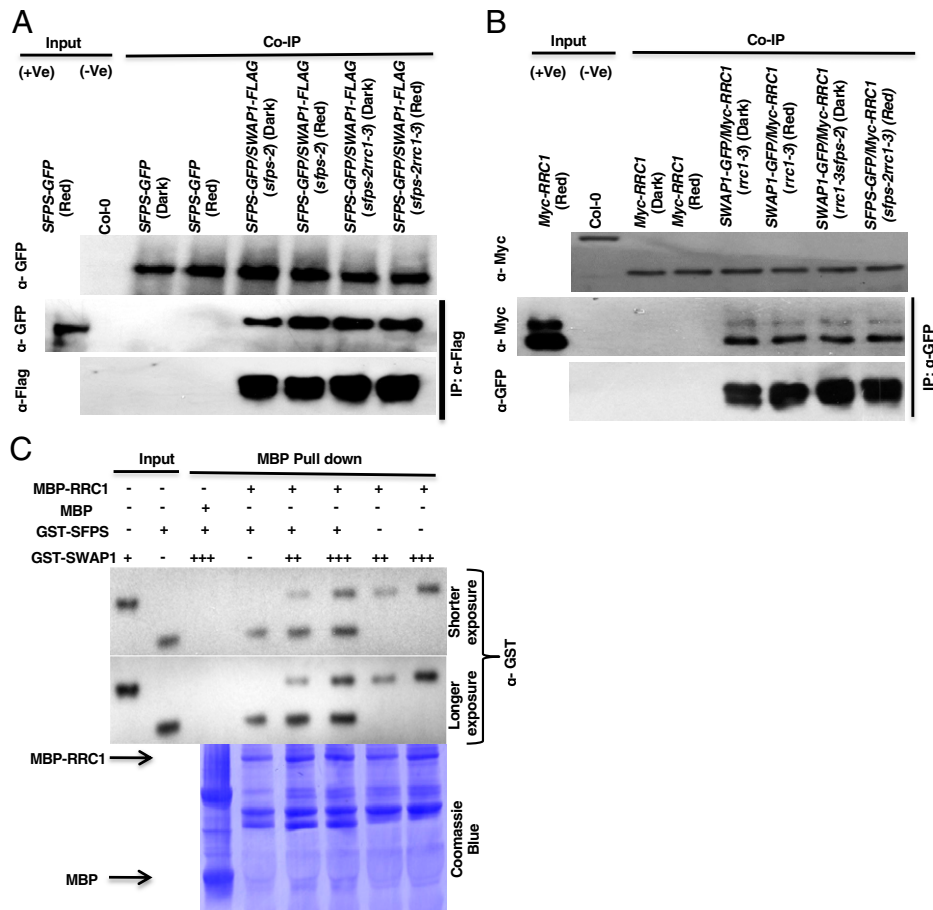 A
Input
Co-IP
(+Ve)
(-Ve)
SFPS-GFP
(Red)
Col-0
SFPS-GFP
(Dark)
SFPS-GFP
(Red)
SFPS-GFP/SWAP1-FLAG
(sfps-2) (Dark)
SFPS-GFP/SWAP1-FLAG
(sfps-2) (Red)
SFPS-GFP/SWAP1-FLAG
(sfps-2rrc1-3) (Dark)
SFPS-GFP/SWAP1-FLAG
(sfps-2rrc1-3) (Red)
α- GFP
α- GFP
α-Flag
IP: α-Flag
B
Input
Co-IP
(+Ve)
(-Ve)
Myc-RRC1
(Red)
Col-0
Myc-RRC1
(Dark)
Myc-RRC1
(Red)
SWAP1-GFP/Myc-RRC1
(rrc1-3) (Dark)
SWAP1-GFP/Myc-RRC1
(rrc1-3) (Red)
SWAP1-GFP/Myc-RRC1
(rrc1-3sfps-2) (Dark)
SFPS-GFP/Myc-RRC1
(sfps-2rrc1-3) (Red)
α- Myc
α- Myc
α-GFP
IP: α-GFP
C
Input
MBP Pull down
MBP-RRC1 - - - + + + + +
MBP - - + - - - - -
GST-SFPS - + + + + + - -
GST-SWAP1 + - +++ - ++ +++ ++ +++
Shorter
exposure
Longer
exposure
α- GST
MBP-RRC1
MBP
Coomassie
Blue